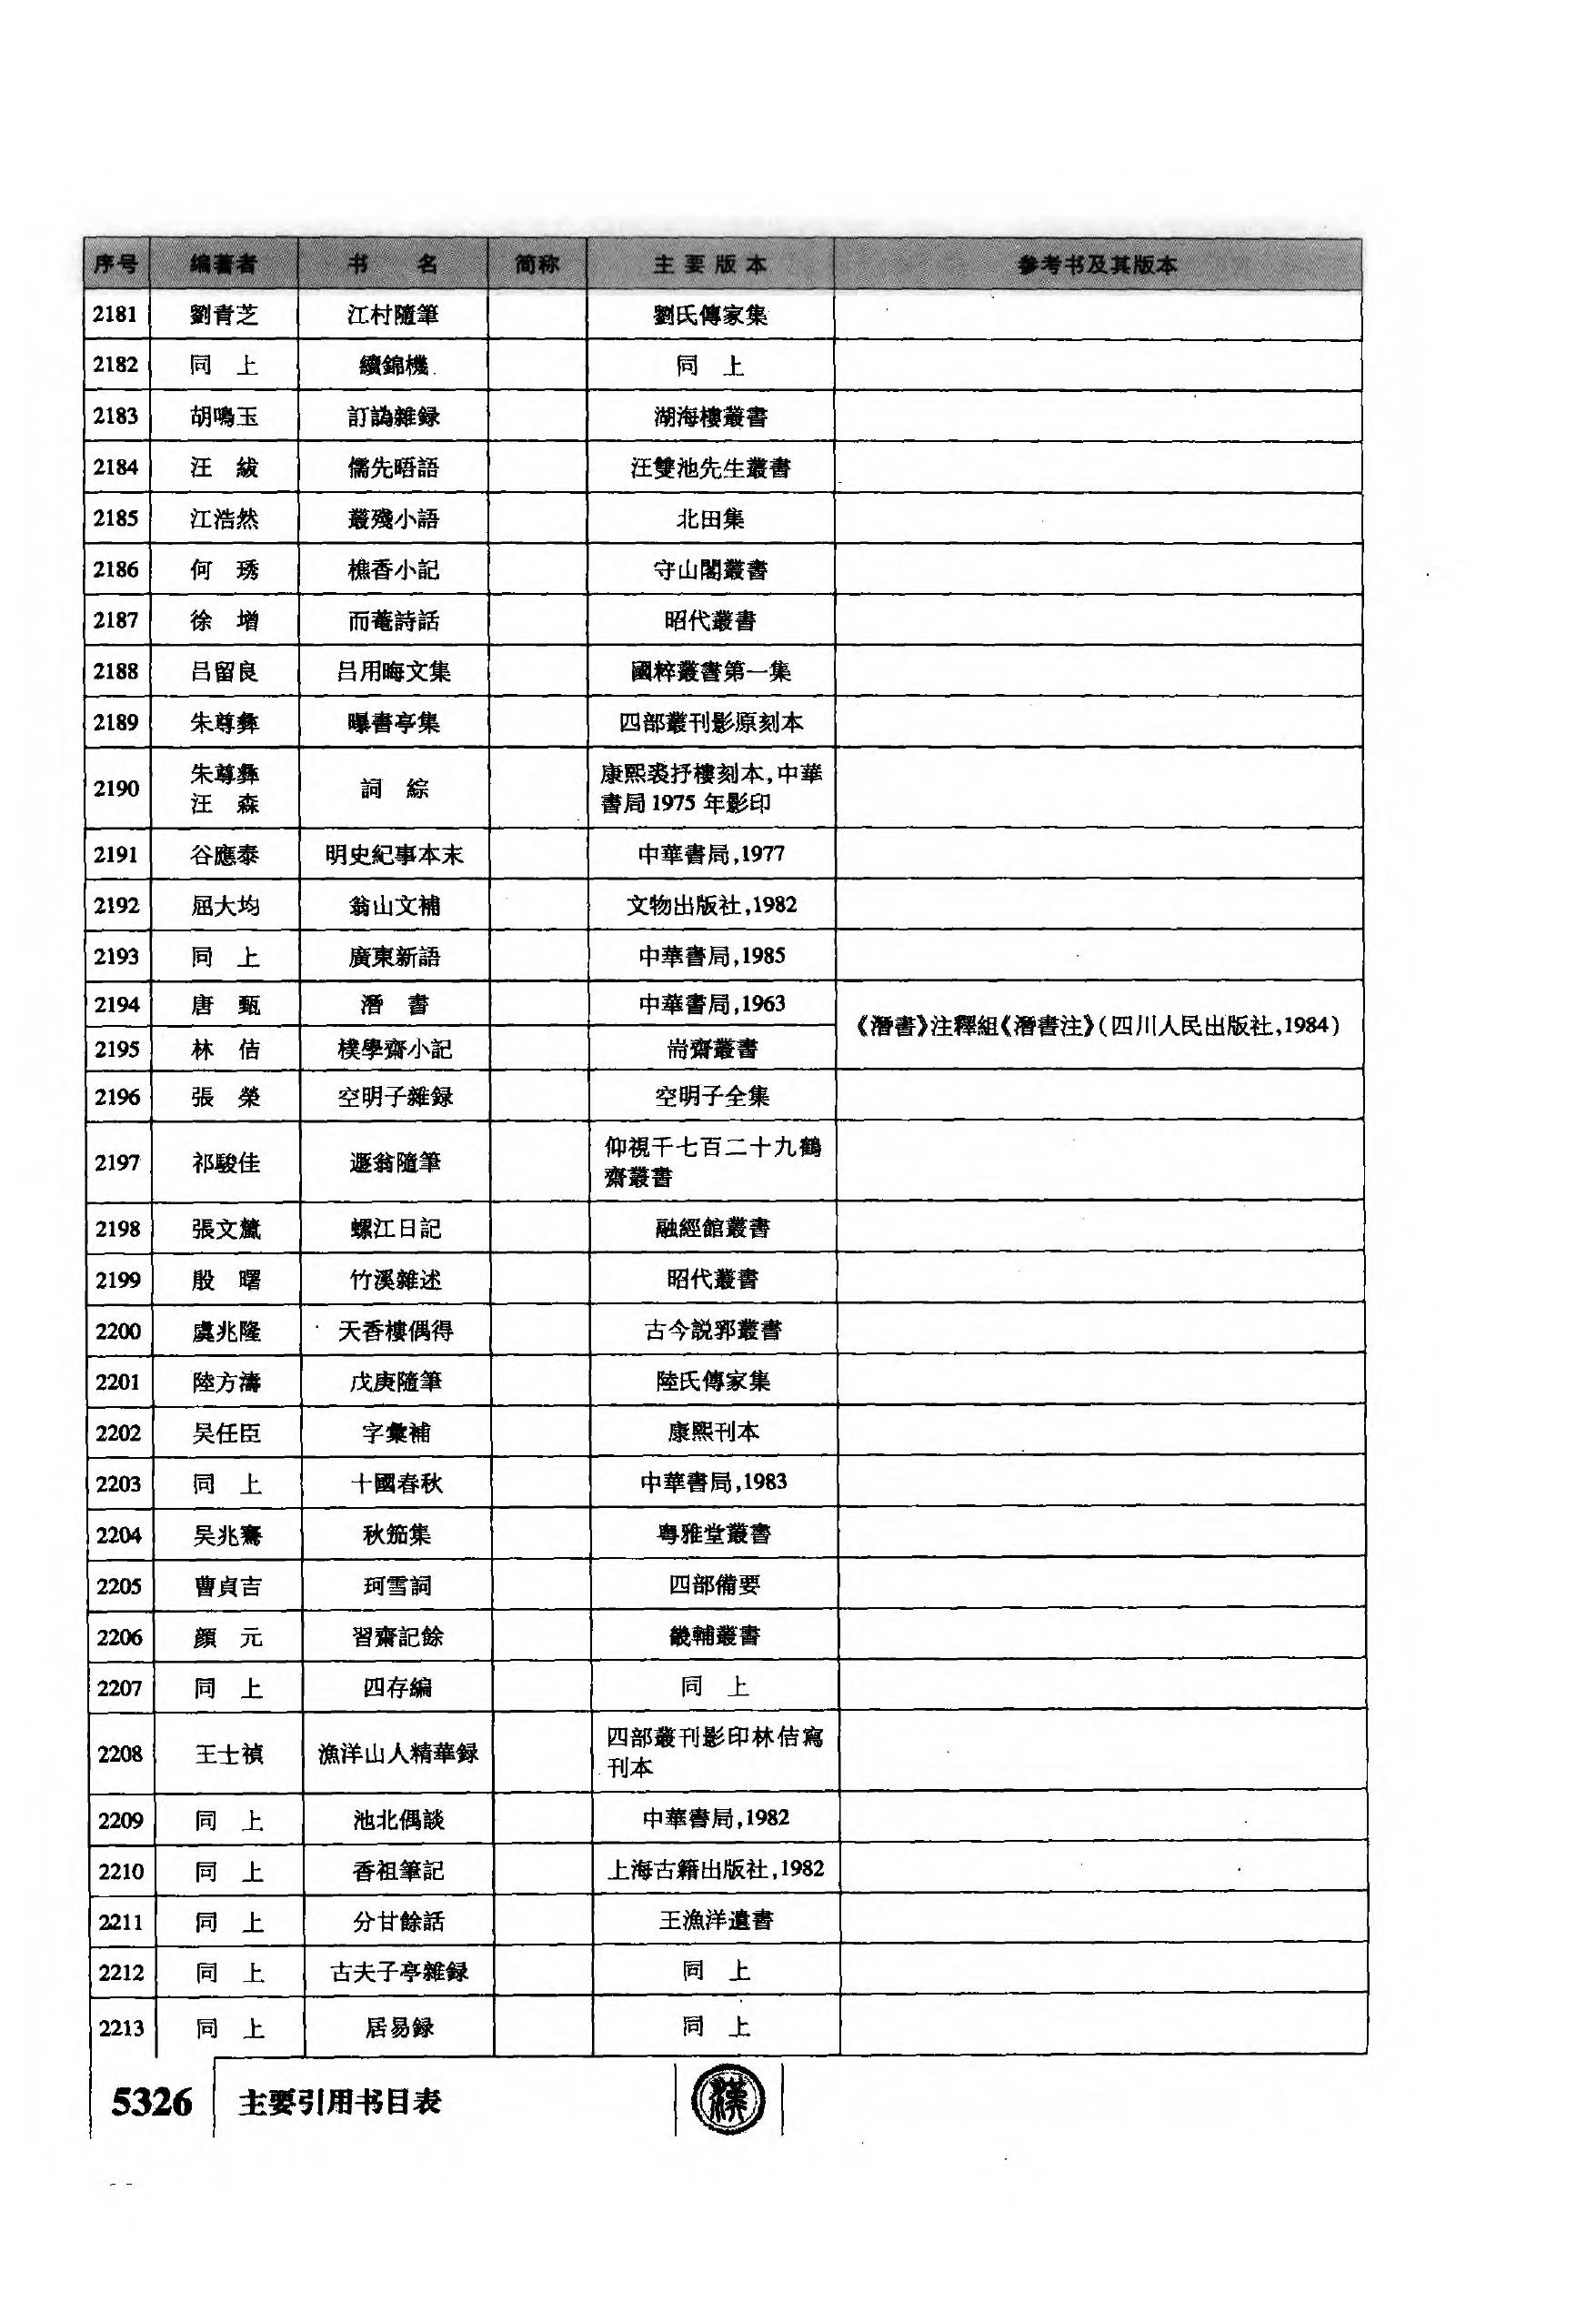 序号 编著者 书 名 简称 主要版本 参考书及其版本
2181 劉青芝 江村隨筆 劉氏傳家集
2182 同 上 續錦機 同 上
2183 胡鳴玉 訂譌雜録 湖海樓叢書
2184 汪 紱 儒先晤語 汪雙池先生叢書
2185 江浩然 叢殘小語 北田集
2186 何 琇 樵香小記 守山閣叢書
2187 徐 增 而菴詩話 昭代叢書
2188 吕留良 吕用晦文集 國粹叢書第一集
2189 朱尊彝 曝書亭集 四部叢刊影原刻本
2190 朱尊彝 汪 森 詞 綜 康熙裘抒樓刻本,中華
書局1975年影印
2191 谷應泰 明史紀事本末 中華書局,1977
2192 屈大均 翁山文補 文物出版社,1982
2193 同 上 廣東新語 中華書局,1985
2194 唐 甄 潛 書 中華書局,1963 《潛書》注釋組《潛書注》(四川人民出版社,1984)
2195 林 佶 樸學齋小記 耑齋叢書
2196 張 榮 空明子雜録 空明子全集
2197 祁駿佳 遯翁隨筆 仰視千七百二十九鶴
齋叢書
2198 張文虪 螺江日記 融經館叢書
2199 殷 曙 竹溪雜述 昭代叢書
2200 虞兆隆 天香樓偶得 古今説郛叢書
2201 陸方濤 戊庚隨筆 陸氏傳家集
2202 吴任臣 字彙補 康熙刊本
2203 同 上 十國春秋 中華書局,1983
2204 吴兆騫 秋笳集 粤雅堂叢書
2205 曹貞吉 珂雪詞 四部備要
2206 顔 元 習齋記餘 畿輔叢書
2207 同 上 四存編 同 上
2208 王士禎 漁洋山人精華録 四部叢刊影印林佶寫
刊本
2209 同 上 池北偶談 中華書局,1982
2210 同 上 香祖筆記 上海古籍出版社,1982
2211 同 上 分甘餘話 王漁洋遺書
2212 同 上 古夫子亭雜録 同 上
2213 同 上 居易録 同 上
5326 主要引用书目表 漢